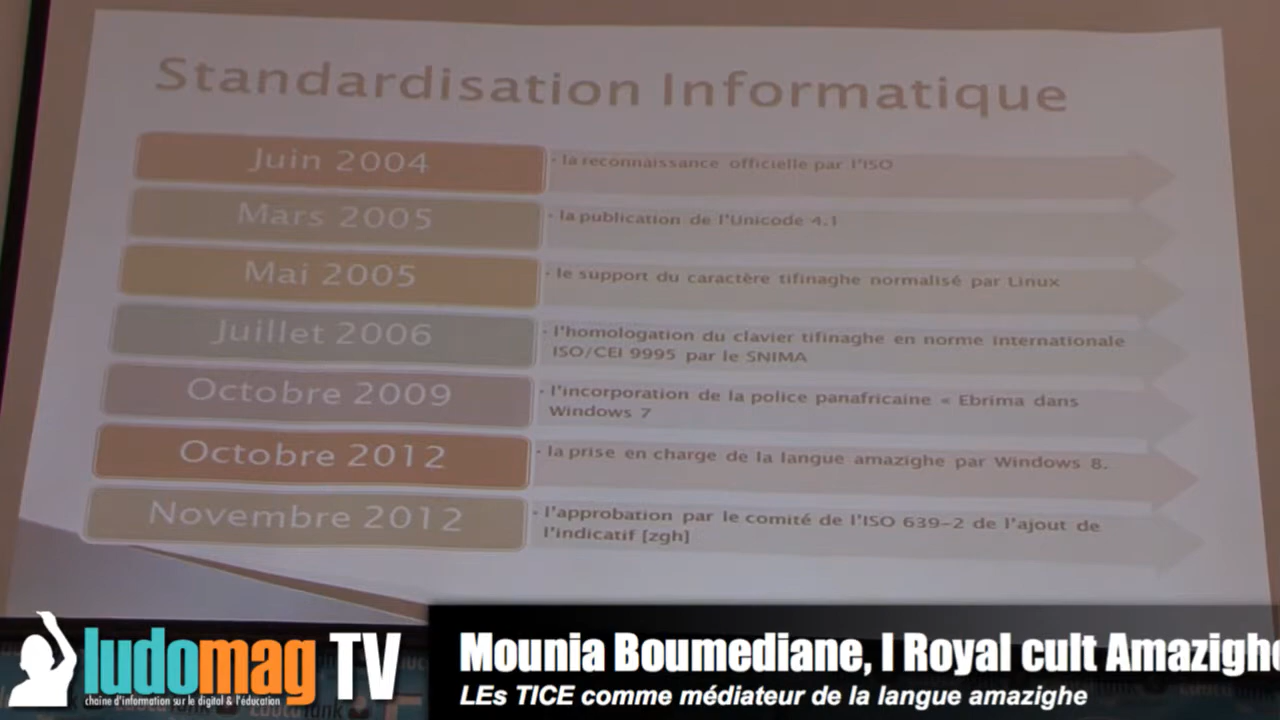 Standardisation Informatique
Juin 2004
- la reconnaissance officielle par l'ISO
Mars 2005
- la publication de l'Unicode 4.1
Mai 2005
- le support du caractère tifinaghe normalisé par Linux
Juillet 2006
- l'homologation du clavier tifinaghe en norme internationale
ISO/CEI 9995 par le SNIMA
Octobre 2009
- l'incorporation de la police panafricaine « Ebrima dans
Windows 7
Octobre 2012
- la prise en charge de la langue amazighe par Windows 8.
Novembre 2012
- l'approbation par le comité de l'ISO 639-2 de l'ajout de
l'indicatif [zgh]
ludomag TV
chaine d'information sur le digital & l'éducation
Mounia Boumediane, I Royal cult Amazighe
LEs TICE comme médiateur de la langue amazighe